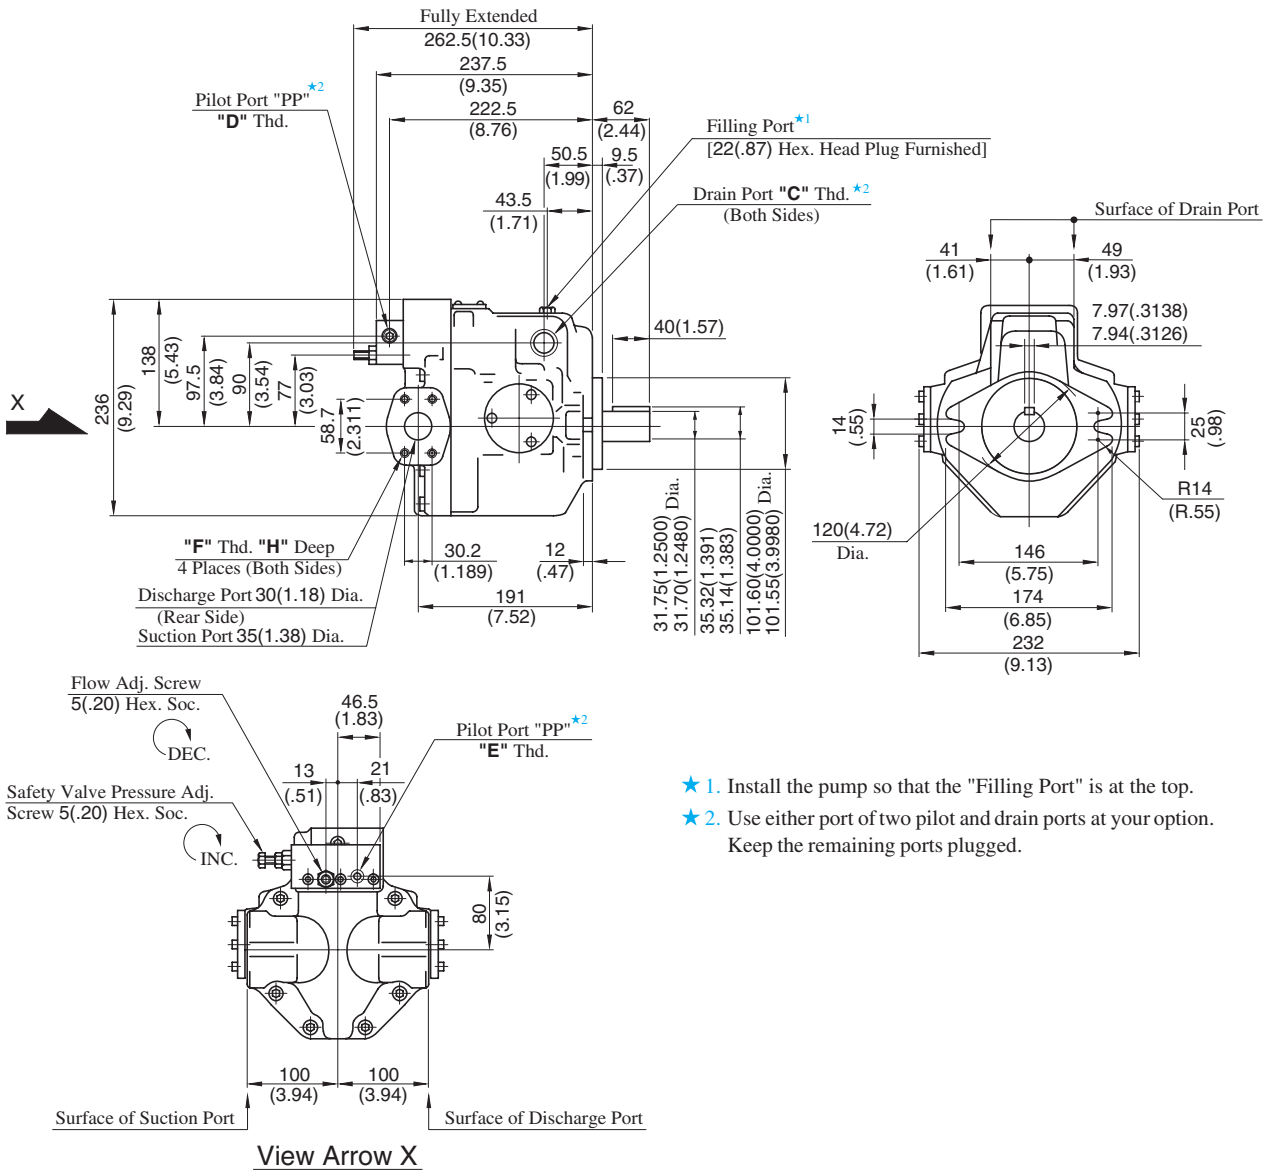 Fully Extended
262.5(10.33)
237.5
(9.35)
Pilot Port "PP"★2
"D" Thd.
222.5
(8.76)
62
(2.44)
Filling Port★1
[22(.87) Hex. Head Plug Furnished]
50.5
(1.99)
9.5
(.37)
43.5
(1.71)
Drain Port "C" Thd.★2
(Both Sides)
Surface of Drain Port
41
(1.61)
49
(1.93)
7.97(.3138)
7.94(.3126)
40(1.57)
X
236
(9.29)
138
(5.43)
97.5
(3.84)
90
(3.54)
77
(3.03)
58.7
(2.311)
14
(.55)
25
(.98)
R14
(R.55)
120(4.72)
Dia.
146
(5.75)
174
(6.85)
232
(9.13)
31.75(1.2500)
31.70(1.2480) Dia.
35.32(1.391)
35.14(1.383)
101.60(4.0000)
101.55(3.9980) Dia.
"F" Thd. "H" Deep
4 Places (Both Sides)
30.2
(1.189)
12
(.47)
Discharge Port 30(1.18) Dia.
(Rear Side)
Suction Port 35(1.38) Dia.
191
(7.52)
Flow Adj. Screw
5(.20) Hex. Soc.
DEC.
46.5
(1.83)
Pilot Port "PP"★2
"E" Thd.
13
(.51)
21
(.83)
Safety Valve Pressure Adj.
Screw 5(.20) Hex. Soc.
INC.
80
(3.15)
100
(3.94)
100
(3.94)
Surface of Suction Port
Surface of Discharge Port
View Arrow X
★ 1. Install the pump so that the "Filling Port" is at the top.
★ 2. Use either port of two pilot and drain ports at your option.
Keep the remaining ports plugged.